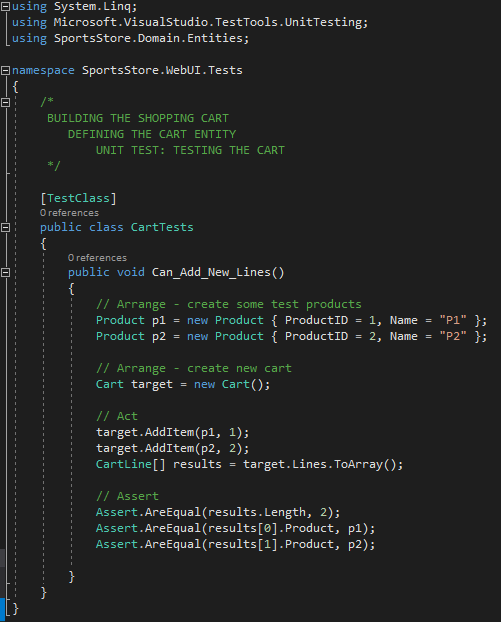 using System.Linq;
using Microsoft.VisualStudio.TestTools.UnitTesting;
using SportsStore.Domain.Entities;
namespace SportsStore.WebUI.Tests
{
/*
BUILDING THE SHOPPING CART
DEFINING THE CART ENTITY
UNIT TEST: TESTING THE CART
*/
[TestClass]
0 references
public class CartTests
{
0 references
public void Can_Add_New_Lines()
{
// Arrange - create some test products
Product p1 = new Product { ProductID = 1, Name = "P1" };
Product p2 = new Product { ProductID = 2, Name = "P2" };
// Arrange - create new cart
Cart target = new Cart();
// Act
target.AddItem(p1, 1);
target.AddItem(p2, 2);
CartLine[] results = target.Lines.ToArray();
// Assert
Assert.AreEqual(results.Length, 2);
Assert.AreEqual(results[0].Product, p1);
Assert.AreEqual(results[1].Product, p2);
}
}
}